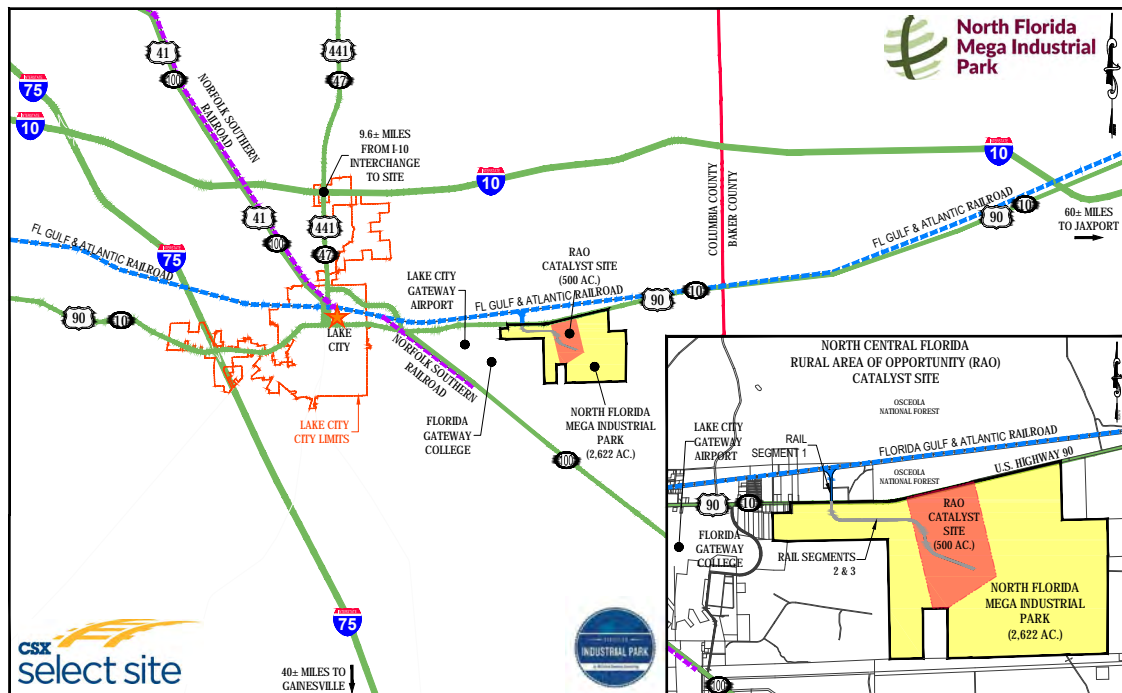 North Florida
Mega Industrial
Park
41
100
441
47
75
10
NORFOLK SOUTHERN
RAILROAD
9.6± MILES
FROM I-10
INTERCHANGE
TO SITE
10
10
COLUMBIA COUNTY
BAKER COUNTY
FL GULF & ATLANTIC RAILROAD
90
10
60± MILES
TO JAXPORT
41
100
441
47
FL GULF & ATLANTIC RAILROAD
75
90
10
LAKE
CITY
LAKE CITY
GATEWAY
AIRPORT
RAO
CATALYST SITE
(500 AC.)
FL GULF & ATLANTIC RAILROAD
90
10
NORFOLK SOUTHERN
RAILROAD
LAKE CITY
CITY LIMITS
FLORIDA
GATEWAY
COLLEGE
NORTH FLORIDA
MEGA INDUSTRIAL
PARK
(2,622 AC.)
100
75
40± MILES TO
GAINESVILLE
CSX
select site
INDUSTRIAL PARK
NORTH CENTRAL FLORIDA
RURAL AREA OF OPPORTUNITY (RAO)
CATALYST SITE
OSCEOLA
NATIONAL FOREST
LAKE CITY
GATEWAY
AIRPORT
RAIL
SEGMENT 1
FLORIDA GULF & ATLANTIC RAILROAD
OSCEOLA
NATIONAL FOREST
U.S. HIGHWAY 90
90
10
RAO
CATALYST
SITE
(500 AC.)
FLORIDA
GATEWAY
COLLEGE
RAIL SEGMENTS
2 & 3
NORTH FLORIDA
MEGA INDUSTRIAL
PARK
(2,622 AC.)
100